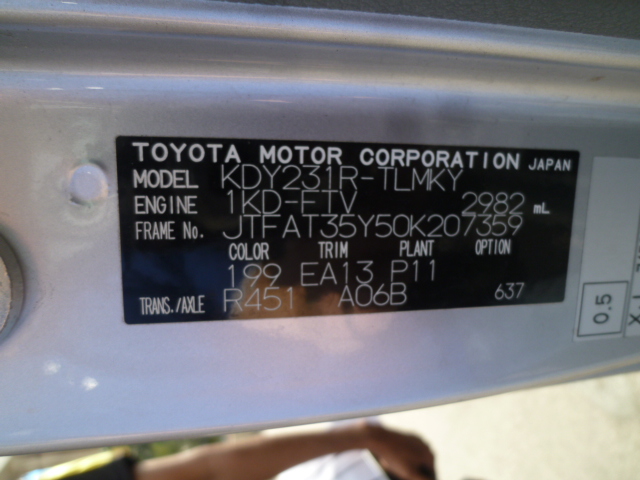 TOYOTA MOTOR CORPORATION JAPAN
MODEL KDY231R-TLMKY
ENGINE 1KD-FTV 2982 mL
FRAME No. JTFAT35Y50K207359
COLOR TRIM PLANT OPTION
199 EA13 P11
TRANS./AXLE R451 A06B 637
0.5